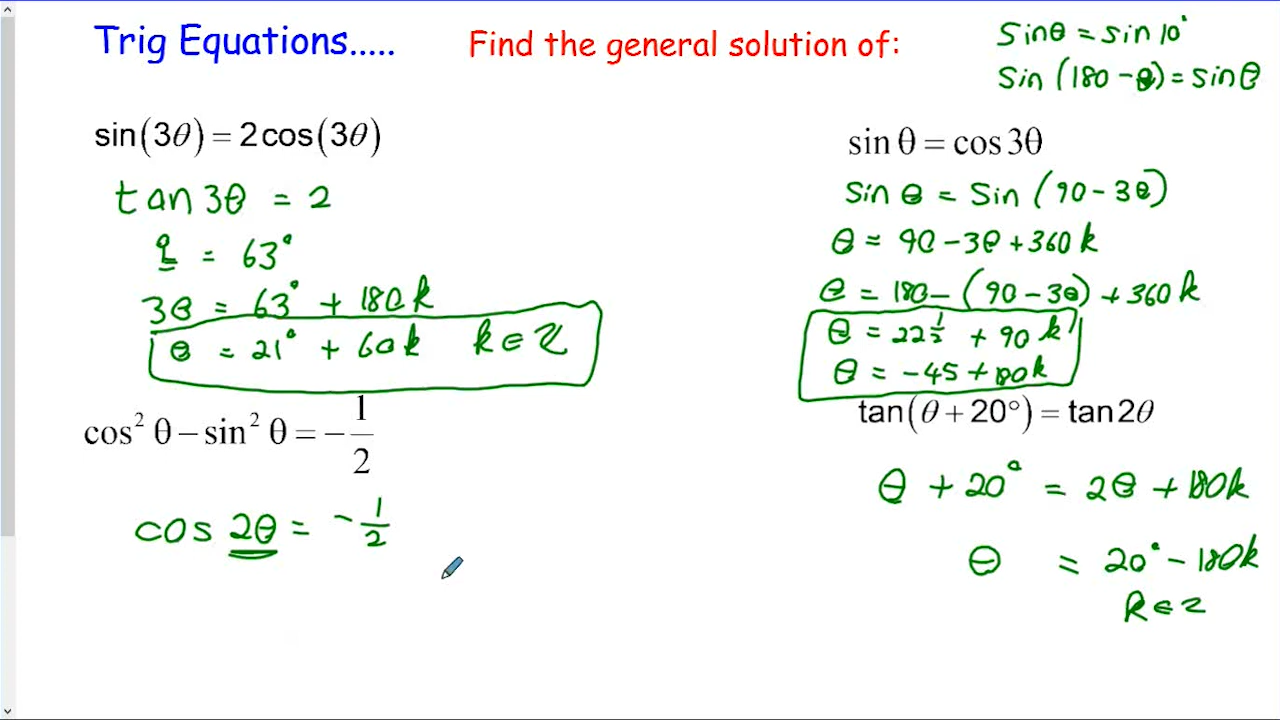 Trig Equations.....
Find the general solution of:
sinθ = sin 10°
sin (180 - θ) = sin θ
sin(3θ) = 2cos(3θ)
tan 3θ = 2
= 63°
3θ = 63° + 180k
θ = 21° + 60k k ∈ ℤ
cos² θ − sin² θ = − 1/2
cos 2θ = - 1/2
sin θ = cos 3θ
sin θ = sin (90 - 3θ)
θ = 90 - 3θ + 360k
θ = 180 - (90 - 3θ) + 360k
θ = 22 1/2 + 90k
θ = -45 + 180k
tan(θ + 20°) = tan 2θ
θ + 20° = 2θ + 180k
θ = 20° - 180k
k ∈ Z